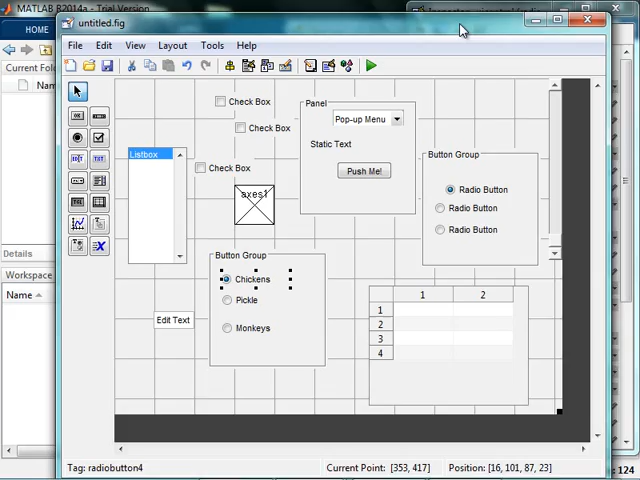 MATLAB R2014a - Trial Version
HOME
Current Fol
Nam
Details
Workspace
Name
untitled.fig
File Edit View Layout Tools Help
Check Box
Check Box
Check Box
Listbox
axes1
Panel
Pop-up Menu
Static Text
Push Me!
Button Group
Radio Button
Radio Button
Radio Button
Button Group
Chickens
Pickle
Monkeys
Edit Text
1 2
1
2
3
4
Tag: radiobutton4
Current Point: [353, 417]
Position: [16, 101, 87, 23]
124